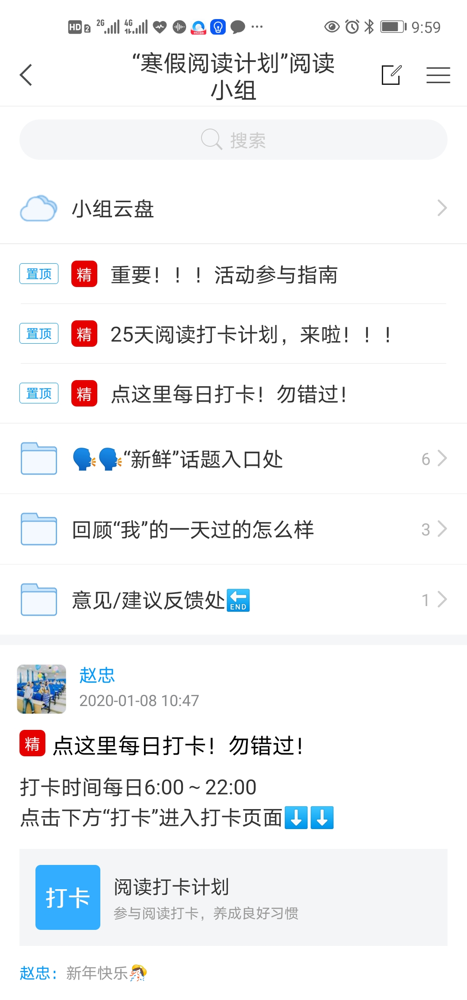 HD 2 2G 4G 9:59
“寒假阅读计划”阅读
小组
搜索
小组云盘
置顶 精 重要！！！活动参与指南
置顶 精 25天阅读打卡计划，来啦！！！
置顶 精 点这里每日打卡！勿错过！
🗣🗣“新鲜”话题入口处 6
回顾“我”的一天过的怎么样 3
意见/建议反馈处🔚 1
赵忠
2020-01-08 10:47
精 点这里每日打卡！勿错过！
打卡时间每日6:00 ~ 22:00
点击下方“打卡”进入打卡页面⬇️⬇️
打卡
阅读打卡计划
参与阅读打卡，养成良好习惯
赵忠：新年快乐